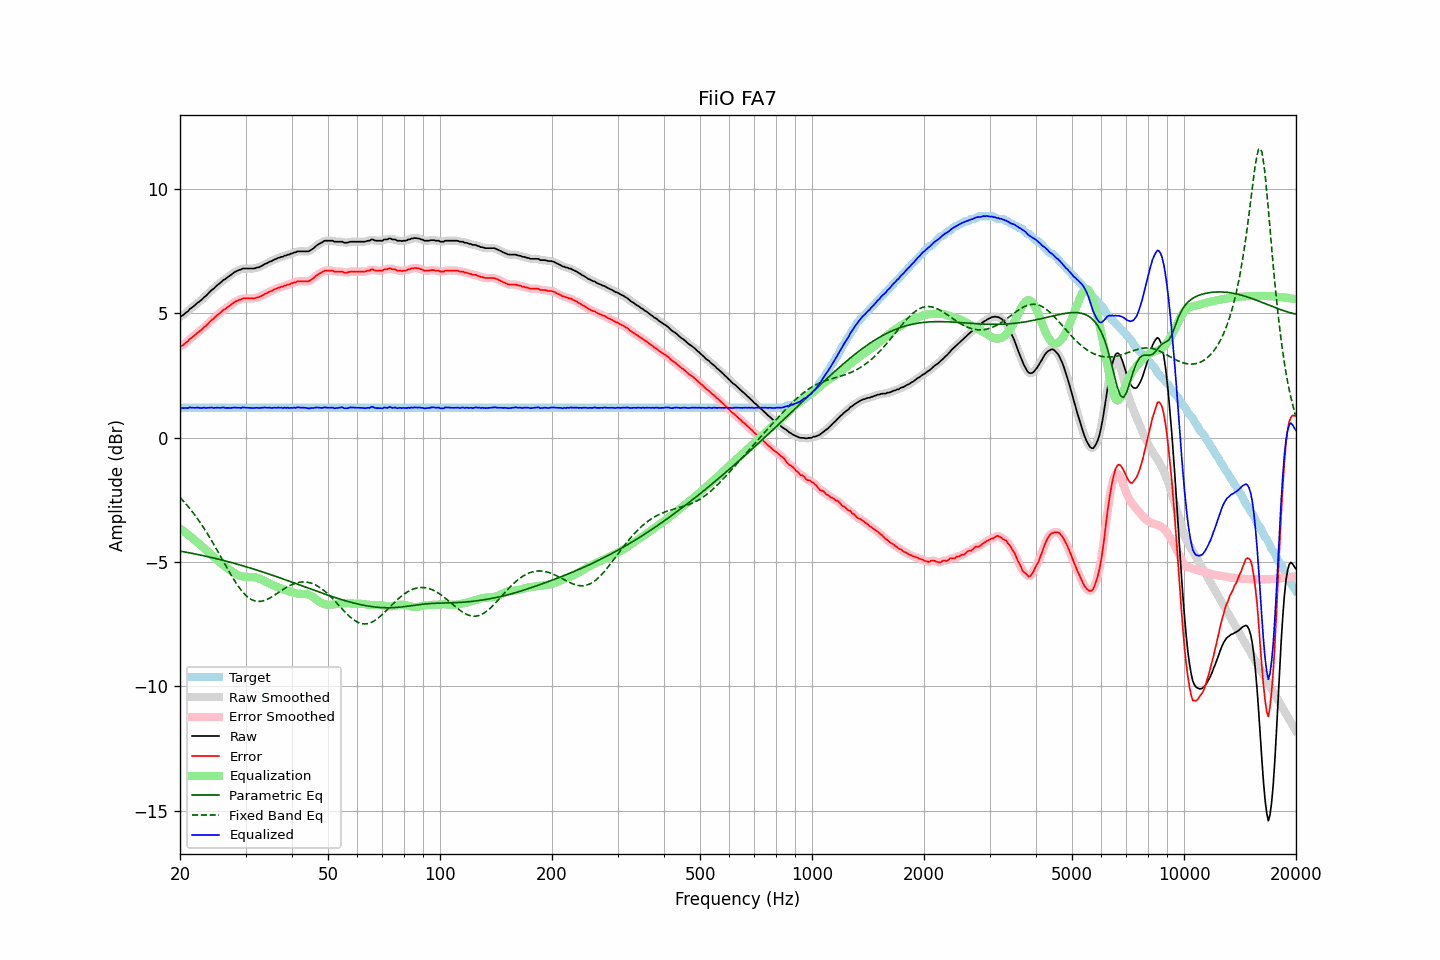 FiiO FA7
10
5
0
−5
−10
−15
Amplitude (dBr)
Target
Raw Smoothed
Error Smoothed
Raw
Error
Equalization
Parametric Eq
Fixed Band Eq
Equalized
20 50 100 200 500 1000 2000 5000 10000 20000
Frequency (Hz)